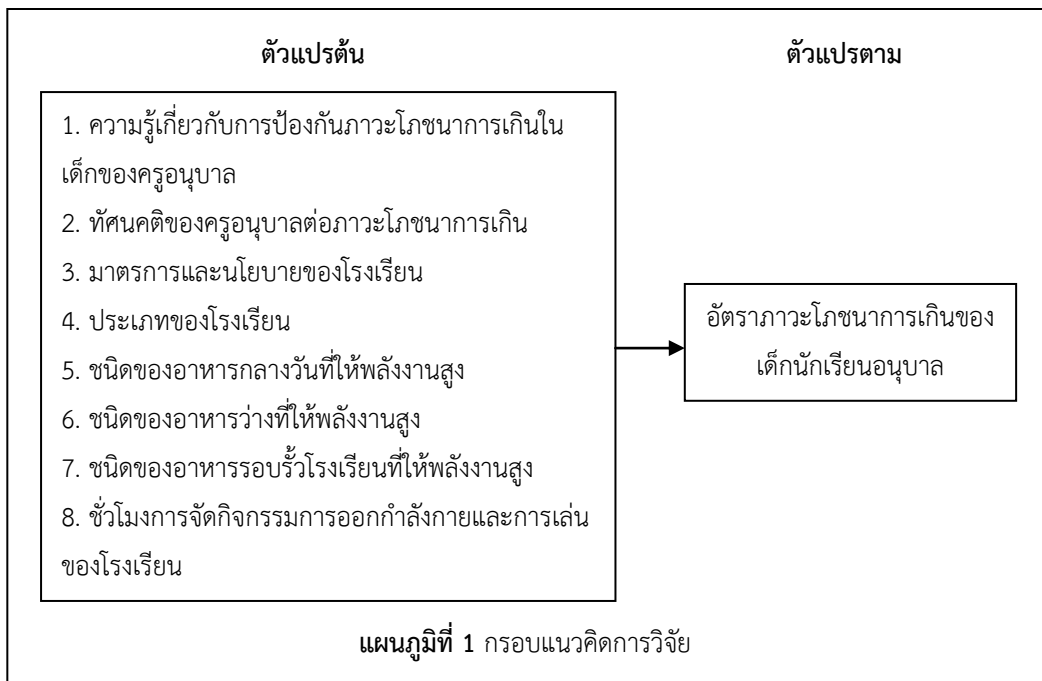 ตัวแปรต้น
ตัวแปรตาม
1. ความรู้เกี่ยวกับการป้องกันภาวะโภชนาการเกินใน
เด็กของครูอนุบาล
2. ทัศนคติของครูอนุบาลต่อภาวะโภชนาการเกิน
3. มาตรการและนโยบายของโรงเรียน
4. ประเภทของโรงเรียน
5. ชนิดของอาหารกลางวันที่ให้พลังงานสูง
6. ชนิดของอาหารว่างที่ให้พลังงานสูง
7. ชนิดของอาหารรอบรั้วโรงเรียนที่ให้พลังงานสูง
8. ชั่วโมงการจัดกิจกรรมการออกกำลังกายและการเล่น
ของโรงเรียน
อัตราภาวะโภชนาการเกินของ
เด็กนักเรียนอนุบาล
แผนภูมิที่ 1 กรอบแนวคิดการวิจัย